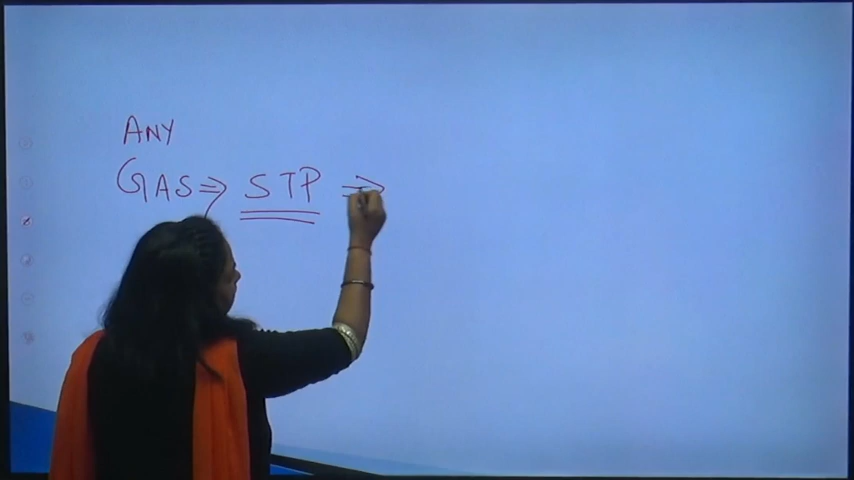 ANY
GAS ⇒ STP ⇒